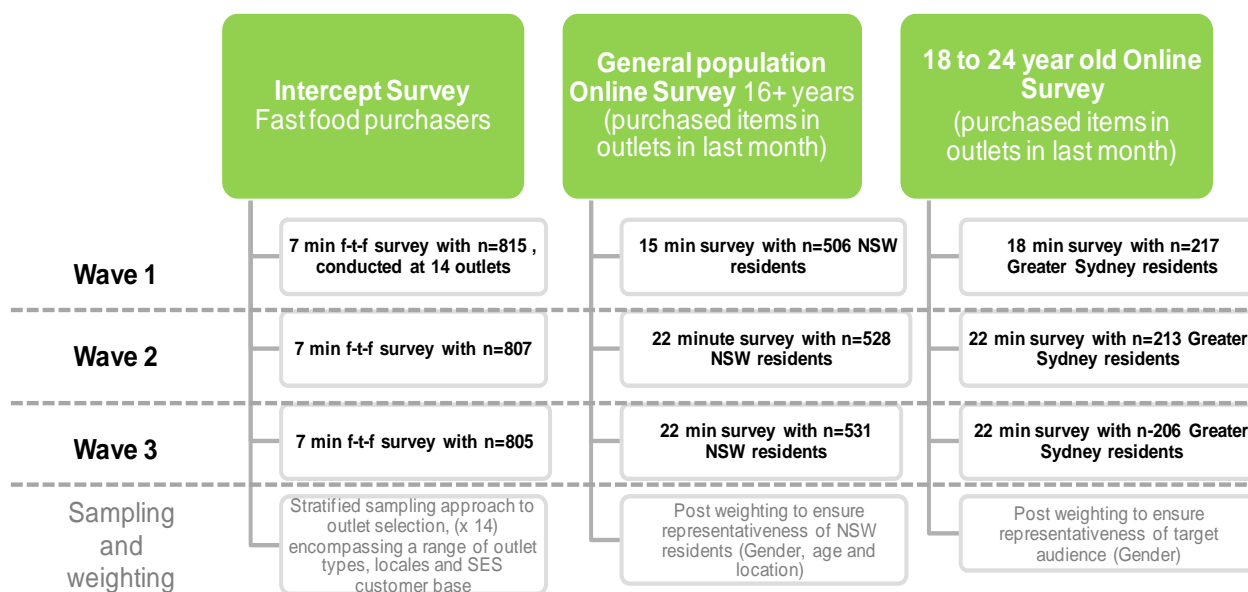 Intercept Survey
Fast food purchasers
General population
Online Survey 16+ years
(purchased items in
outlets in last month)
18 to 24 year old Online
Survey
(purchased items in
outlets in last month)
Wave 1
7 min f-t-f survey with n=815 ,
conducted at 14 outlets
15 min survey with n=506 NSW
residents
18 min survey with n=217
Greater Sydney residents
Wave 2
7 min f-t-f survey with n=807
22 minute survey with n=528
NSW residents
22 min survey with n=213 Greater
Sydney residents
Wave 3
7 min f-t-f survey with n=805
22 min survey with n=531
NSW residents
22 min survey with n-206 Greater
Sydney residents
Sampling
and
weighting
Stratified sampling approach to
outlet selection, (x 14)
encompassing a range of outlet
types, locales and SES
customer base
Post weighting to ensure
representativeness of NSW
residents (Gender, age and
location)
Post weighting to ensure
representativeness of target
audience (Gender)